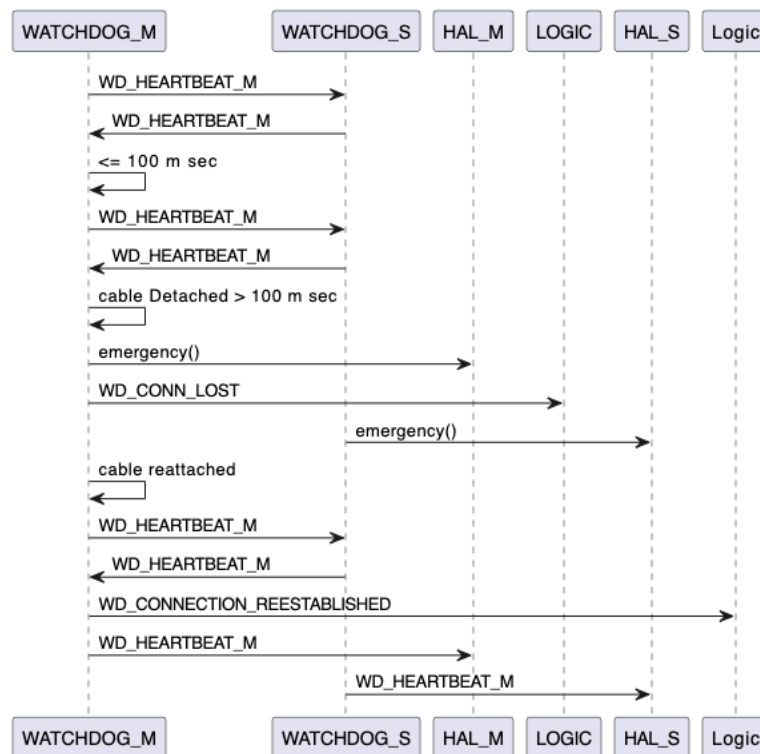 WATCHDOG_M WATCHDOG_S HAL_M LOGIC HAL_S Logic
WD_HEARTBEAT_M
WD_HEARTBEAT_M
<= 100 m sec
WD_HEARTBEAT_M
WD_HEARTBEAT_M
cable Detached > 100 m sec
emergency()
WD_CONN_LOST
emergency()
cable reattached
WD_HEARTBEAT_M
WD_HEARTBEAT_M
WD_CONNECTION_REESTABLISHED
WD_HEARTBEAT_M
WD_HEARTBEAT_M
WATCHDOG_M WATCHDOG_S HAL_M LOGIC HAL_S Logic